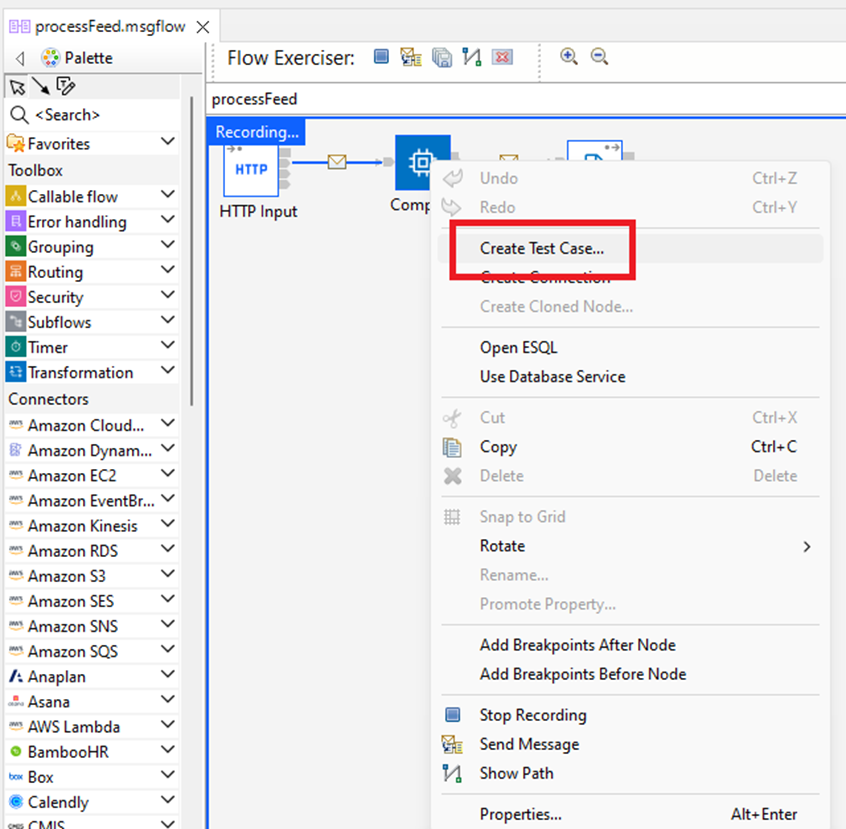 processFeed.msgflow
Palette
Flow Exerciser:
<Search>
Favorites
Toolbox
Callable flow
Error handling
Grouping
Routing
Security
Subflows
Timer
Transformation
Connectors
Amazon Cloud...
Amazon Dynam...
Amazon EC2
Amazon EventBr...
Amazon Kinesis
Amazon RDS
Amazon S3
Amazon SES
Amazon SNS
Amazon SQS
Anaplan
Asana
AWS Lambda
BambooHR
Box
Calendly
CMIS
processFeed
Recording...
HTTP
HTTP Input
Comp
Undo Ctrl+Z
Redo Ctrl+Y
Create Test Case...
Create Connection
Create Cloned Node...
Open ESQL
Use Database Service
Cut Ctrl+X
Copy Ctrl+C
Delete Delete
Snap to Grid
Rotate
Rename...
Promote Property...
Add Breakpoints After Node
Add Breakpoints Before Node
Stop Recording
Send Message
Show Path
Properties... Alt+Enter